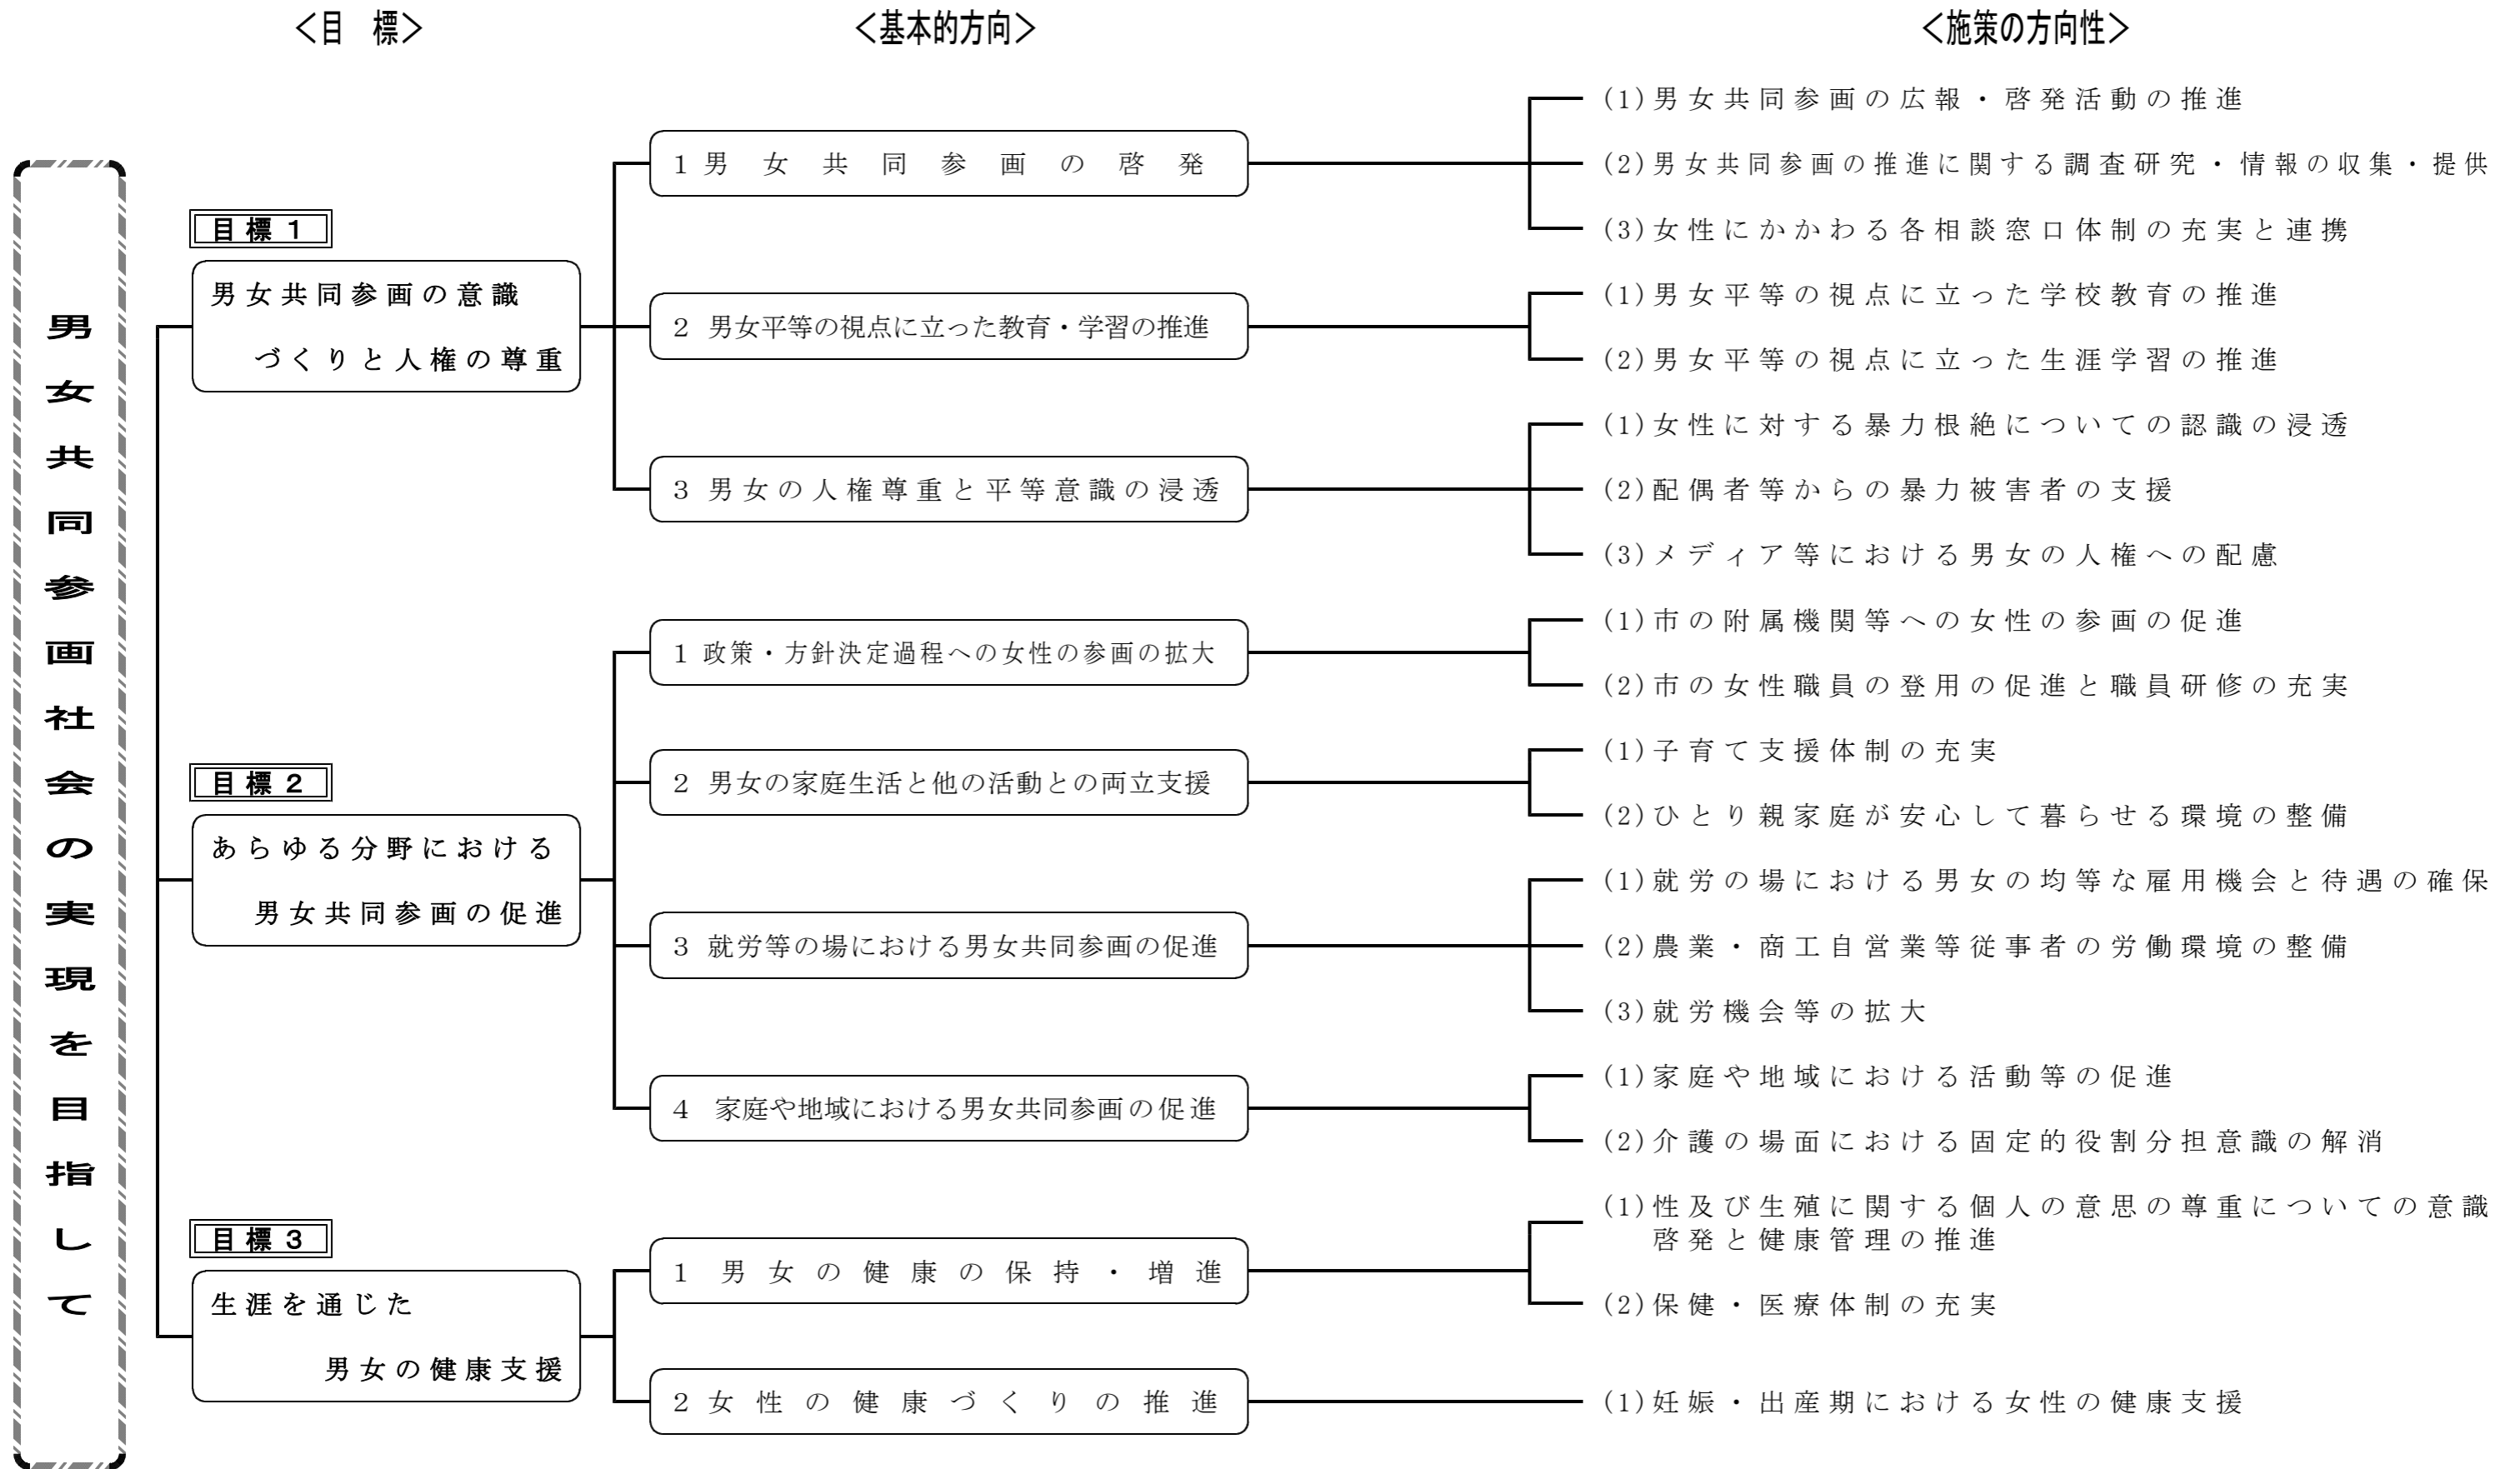 ＜目　標＞
＜基本的方向＞
＜施策の方向性＞
男女共同参画社会の実現を目指して
目標１
男女共同参画の意識
づくりと人権の尊重
1 男女共同参画の啓発
(1)男女共同参画の広報・啓発活動の推進
(2)男女共同参画の推進に関する調査研究・情報の収集・提供
(3)女性にかかわる各相談窓口体制の充実と連携
2 男女平等の視点に立った教育・学習の推進
(1)男女平等の視点に立った学校教育の推進
(2)男女平等の視点に立った生涯学習の推進
3 男女の人権尊重と平等意識の浸透
(1)女性に対する暴力根絶についての認識の浸透
(2)配偶者等からの暴力被害者の支援
(3)メディア等における男女の人権への配慮
目標２
あらゆる分野における
男女共同参画の促進
1 政策・方針決定過程への女性の参画の拡大
(1)市の附属機関等への女性の参画の促進
(2)市の女性職員の登用の促進と職員研修の充実
2 男女の家庭生活と他の活動との両立支援
(1)子育て支援体制の充実
(2)ひとり親家庭が安心して暮らせる環境の整備
3 就労等の場における男女共同参画の促進
(1)就労の場における男女の均等な雇用機会と待遇の確保
(2)農業・商工自営業等従事者の労働環境の整備
(3)就労機会等の拡大
4 家庭や地域における男女共同参画の促進
(1)家庭や地域における活動等の促進
(2)介護の場面における固定的役割分担意識の解消
目標３
生涯を通じた
男女の健康支援
1 男女の健康の保持・増進
(1)性及び生殖に関する個人の意思の尊重についての意識
啓発と健康管理の推進
(2)保健・医療体制の充実
2 女性の健康づくりの推進
(1)妊娠・出産期における女性の健康支援